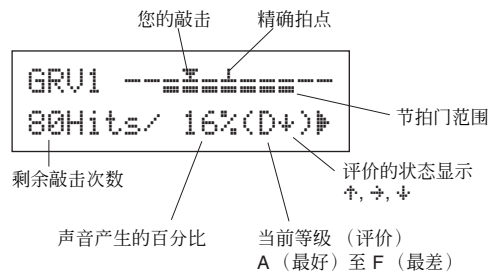 您的敲击 精确拍点
GRV1
80Hits/ 16%(D↓)
节拍门范围
剩余敲击次数
评价的状态显示
↑, →, ↓
声音产生的百分比
当前等级 （评价）
A （最好）至 F （最差）